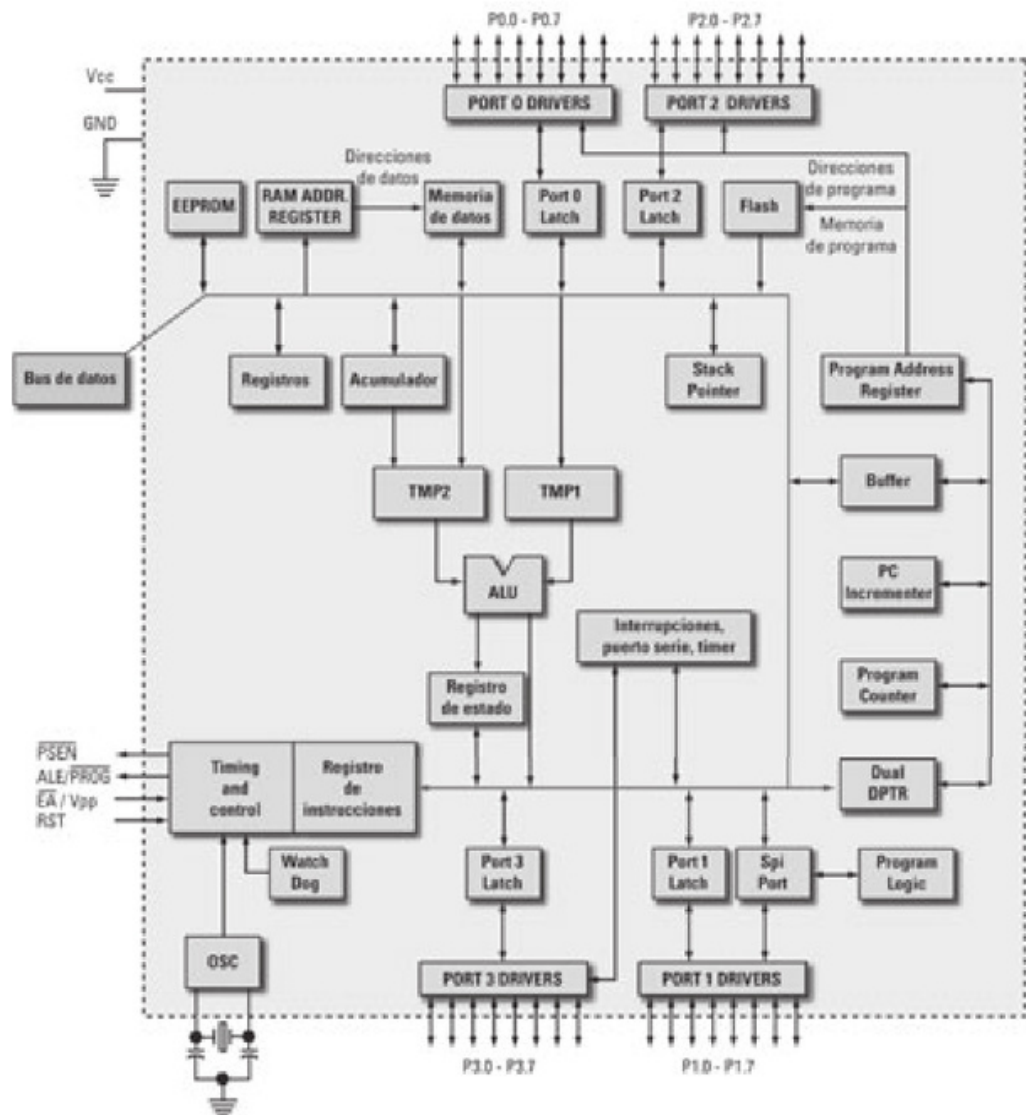 P0.0 - P0.7
P2.0 - P2.7
Vcc
GND
PORT O DRIVERS
PORT 2 DRIVERS
Direcciones
de datos
Direcciones
de programa
EEPROM
RAM ADDR.
REGISTER
Memoria
de datos
Port 0
Latch
Port 2
Latch
Flash
Memoria
de programa
Bus de datos
Registros
Acumulador
Stack
Pointer
Program Address
Register
TMP2
TMP1
Buffer
ALU
PC
Incrementer
Interrupciones,
puerto serie, timer
Registro
de estado
Program
Counter
PSEN
ALE/PROG
EA / Vpp
RST
Timing
and
control
Registro
de
instrucciones
Dual
DPTR
Watch
Dog
Port 3
Latch
Port 1
Latch
Spi
Port
Program
Logic
OSC
PORT 3 DRIVERS
PORT 1 DRIVERS
P3.0 - P3.7
P1.0 - P1.7